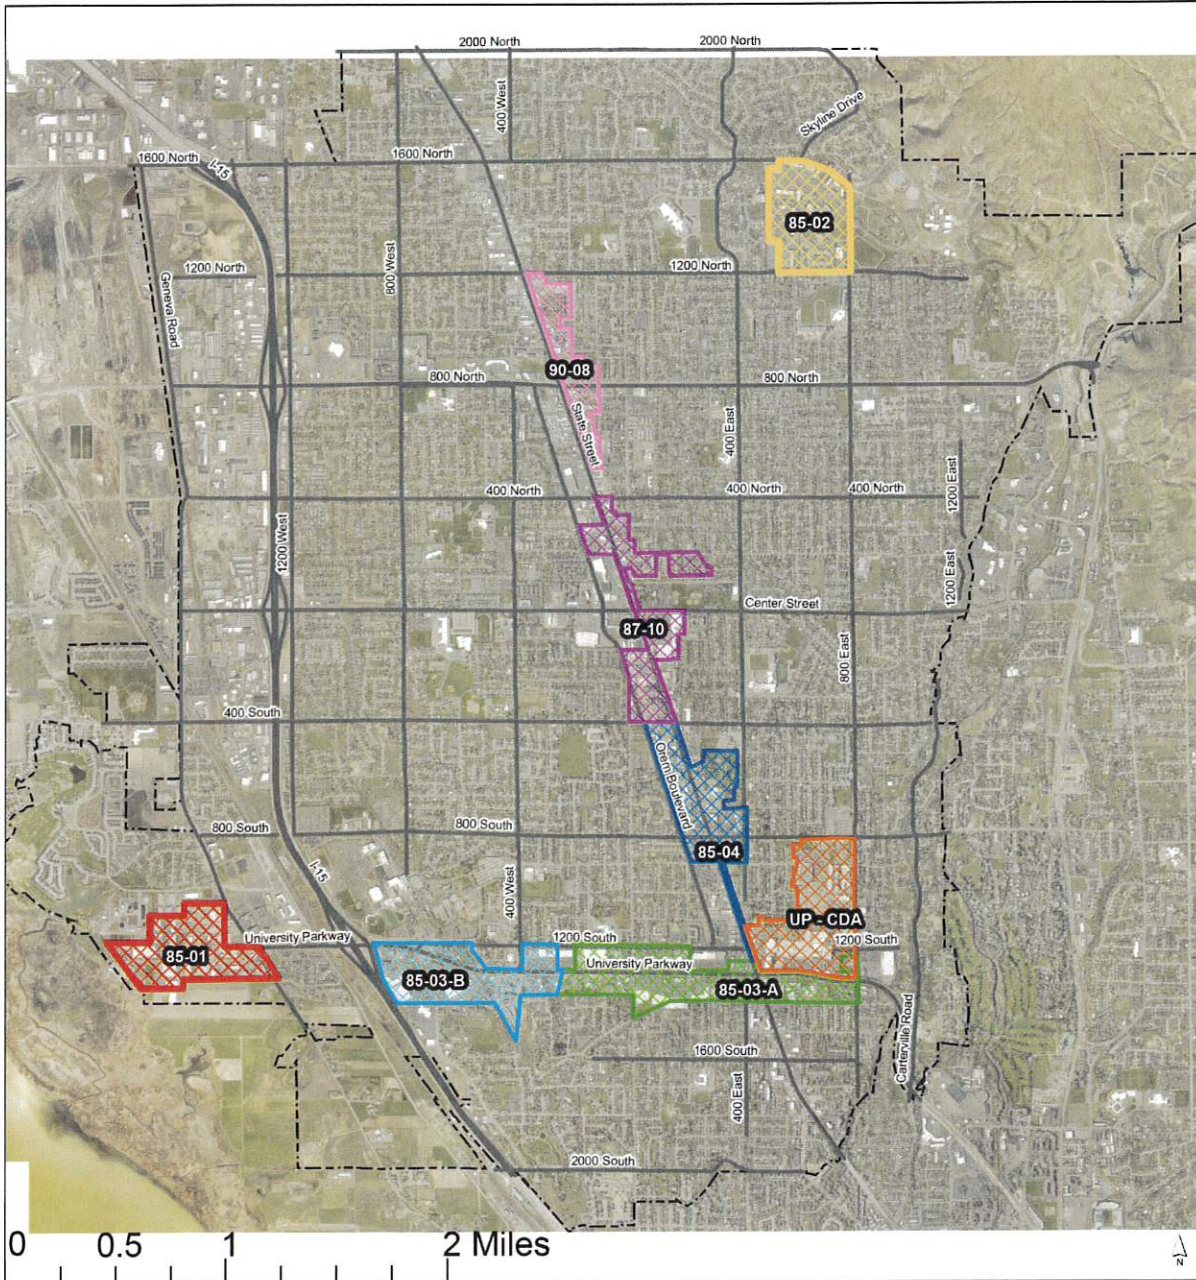 2000 North
2000 North
400 West
Skyline Drive
1600 North
I-15
1600 North
85-02
800 West
1200 North
1200 North
Geneva Road
90-08
800 North
800 North
State Street
400 East
400 North
400 North
400 North
1200 East
1200 West
1200 East
Center Street
87-10
800 East
400 South
Orem Boulevard
800 South
800 South
85-04
I-15
400 West
UP - CDA
University Parkway
1200 South
1200 South
85-01
University Parkway
85-03-B
85-03-A
1600 South
Carterville Road
400 East
2000 South
0 0.5 1 2 Miles
N